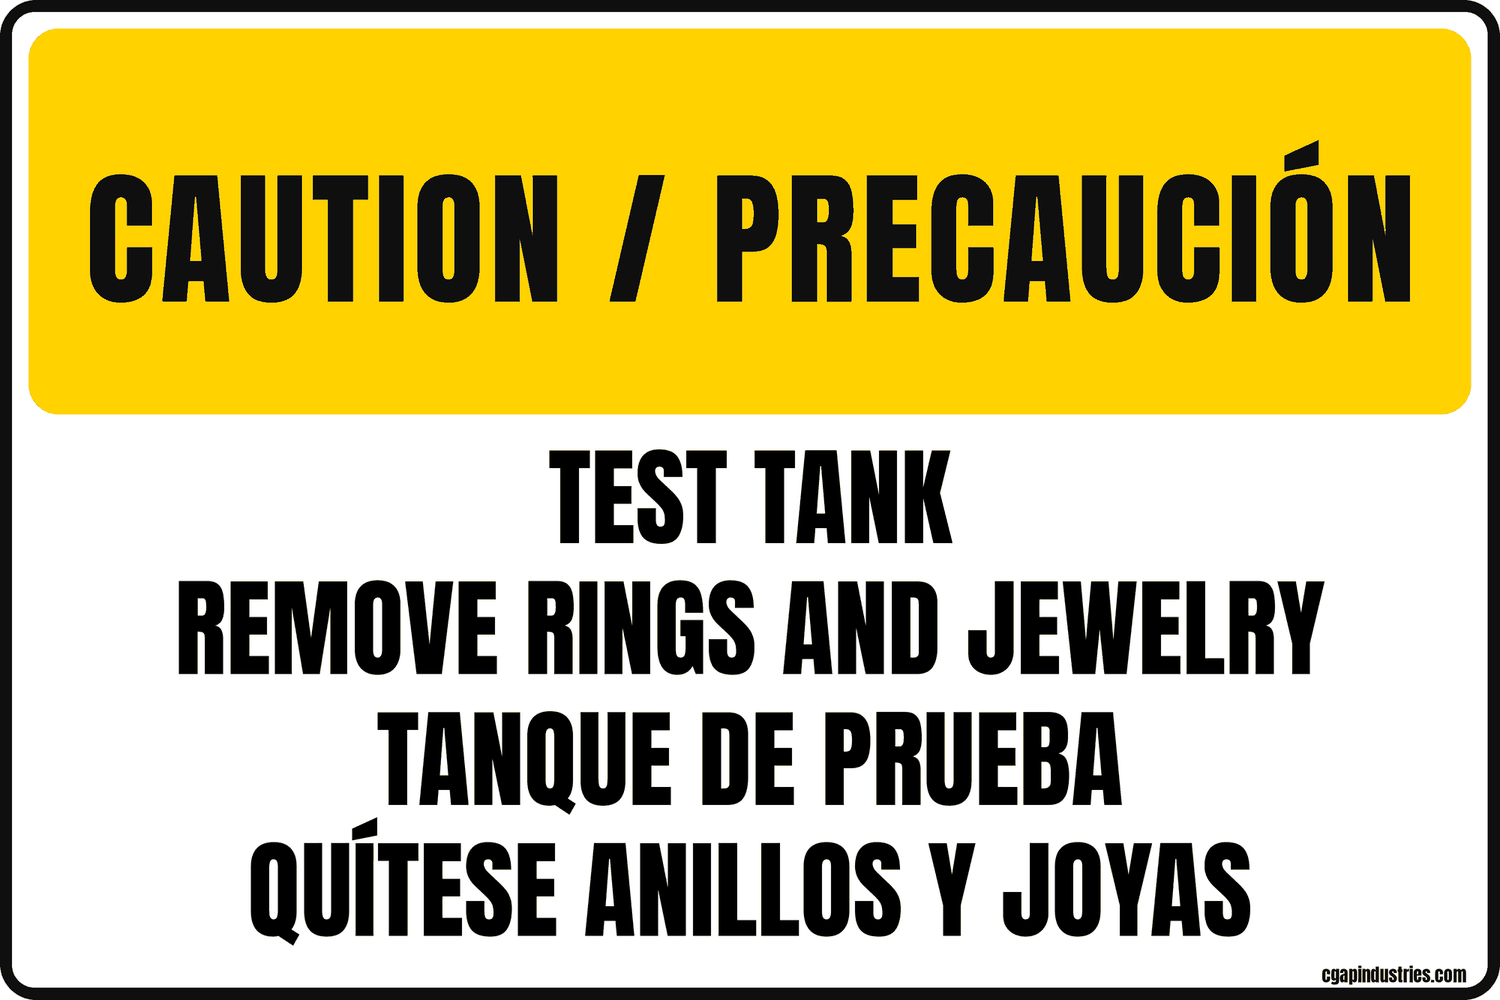 CAUTION / PRECAUCIÓN
TEST TANK
REMOVE RINGS AND JEWELRY
TANQUE DE PRUEBA
QUÍTESE ANILLOS Y JOYAS
cgapindustries.com